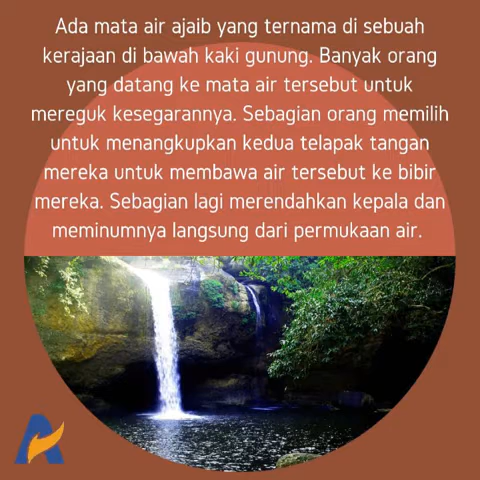 Ada mata air ajaib yang ternama di sebuah
kerajaan di bawah kaki gunung. Banyak orang
yang datang ke mata air tersebut untuk
mereguk kesegarannya. Sebagian orang memilih
untuk menangkupkan kedua telapak tangan
mereka untuk membawa air tersebut ke bibir
mereka. Sebagian lagi merendahkan kepala dan
meminumnya langsung dari permukaan air.